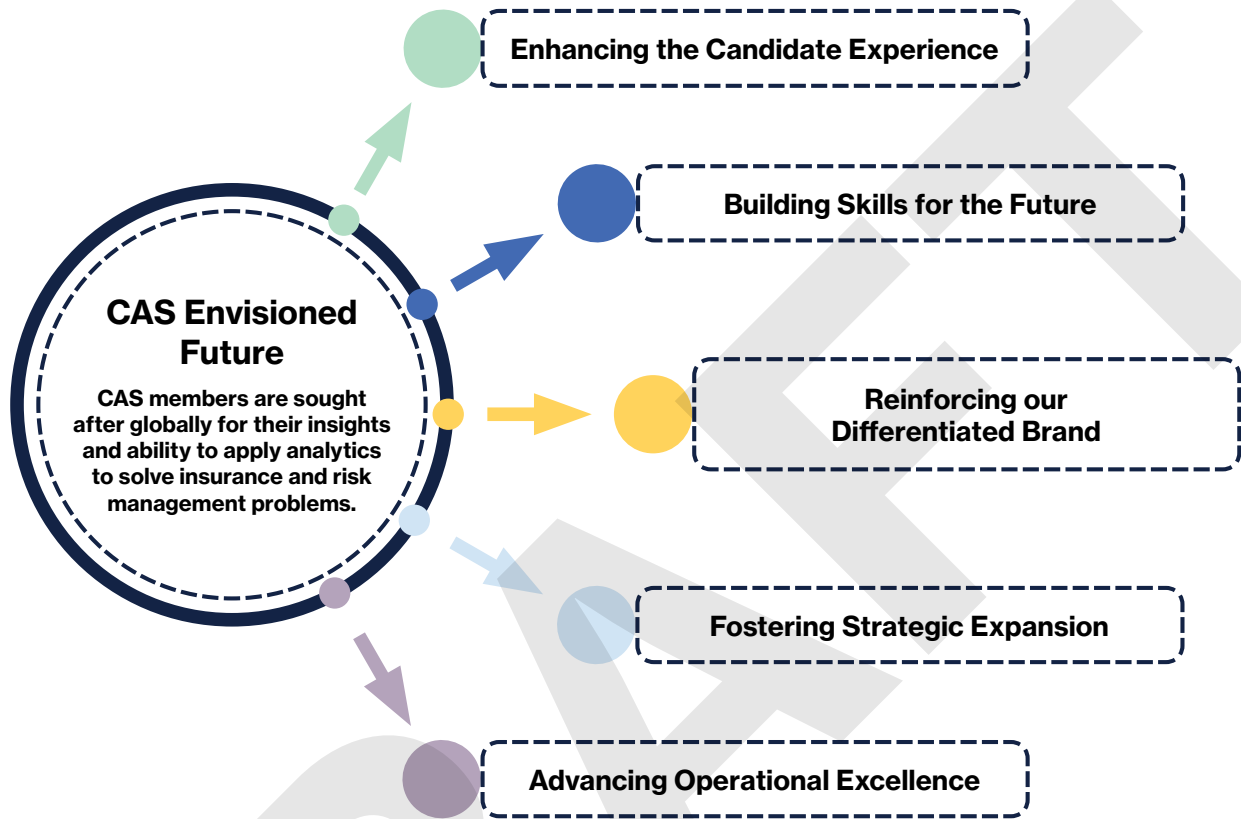 Enhancing the Candidate Experience
Building Skills for the Future
CAS Envisioned
Future
CAS members are sought
after globally for their insights
and ability to apply analytics
to solve insurance and risk
management problems.
Reinforcing our
Differentiated Brand
Fostering Strategic Expansion
Advancing Operational Excellence
DRAFT